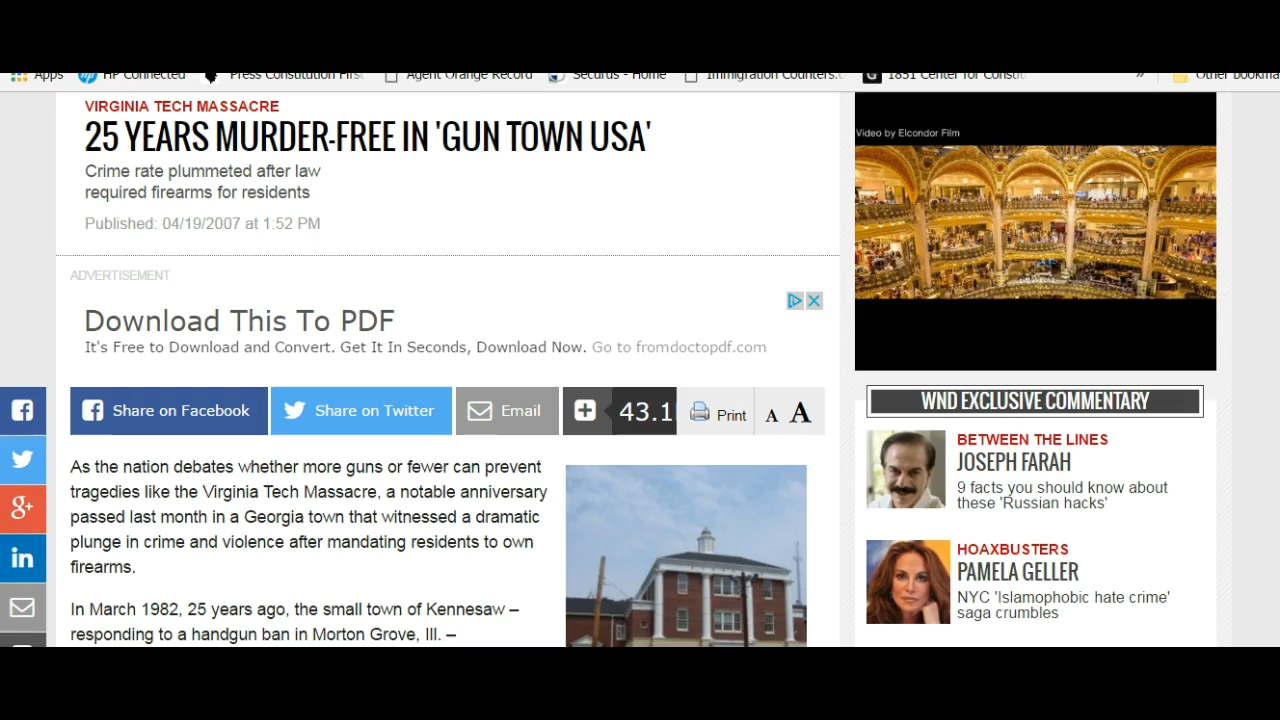 Apps
HP Connected
Press Constitution First
Agent Orange Record
Securus - Home
Immigration Counters.c
1851 Center for Constitu
»
Other bookma
VIRGINIA TECH MASSACRE
25 YEARS MURDER-FREE IN 'GUN TOWN USA'
Crime rate plummeted after law
required firearms for residents
Published: 04/19/2007 at 1:52 PM
ADVERTISEMENT
Download This To PDF
It's Free to Download and Convert. Get It In Seconds, Download Now. Go to fromdoctopdf.com
Share on Facebook
Share on Twitter
Email
43.1
Print
A A
As the nation debates whether more guns or fewer can prevent
tragedies like the Virginia Tech Massacre, a notable anniversary
passed last month in a Georgia town that witnessed a dramatic
plunge in crime and violence after mandating residents to own
firearms.
In March 1982, 25 years ago, the small town of Kennesaw –
responding to a handgun ban in Morton Grove, Ill. –
Video by Elcondor Film
WND EXCLUSIVE COMMENTARY
BETWEEN THE LINES
JOSEPH FARAH
9 facts you should know about
these 'Russian hacks'
HOAXBUSTERS
PAMELA GELLER
NYC 'Islamophobic hate crime'
saga crumbles